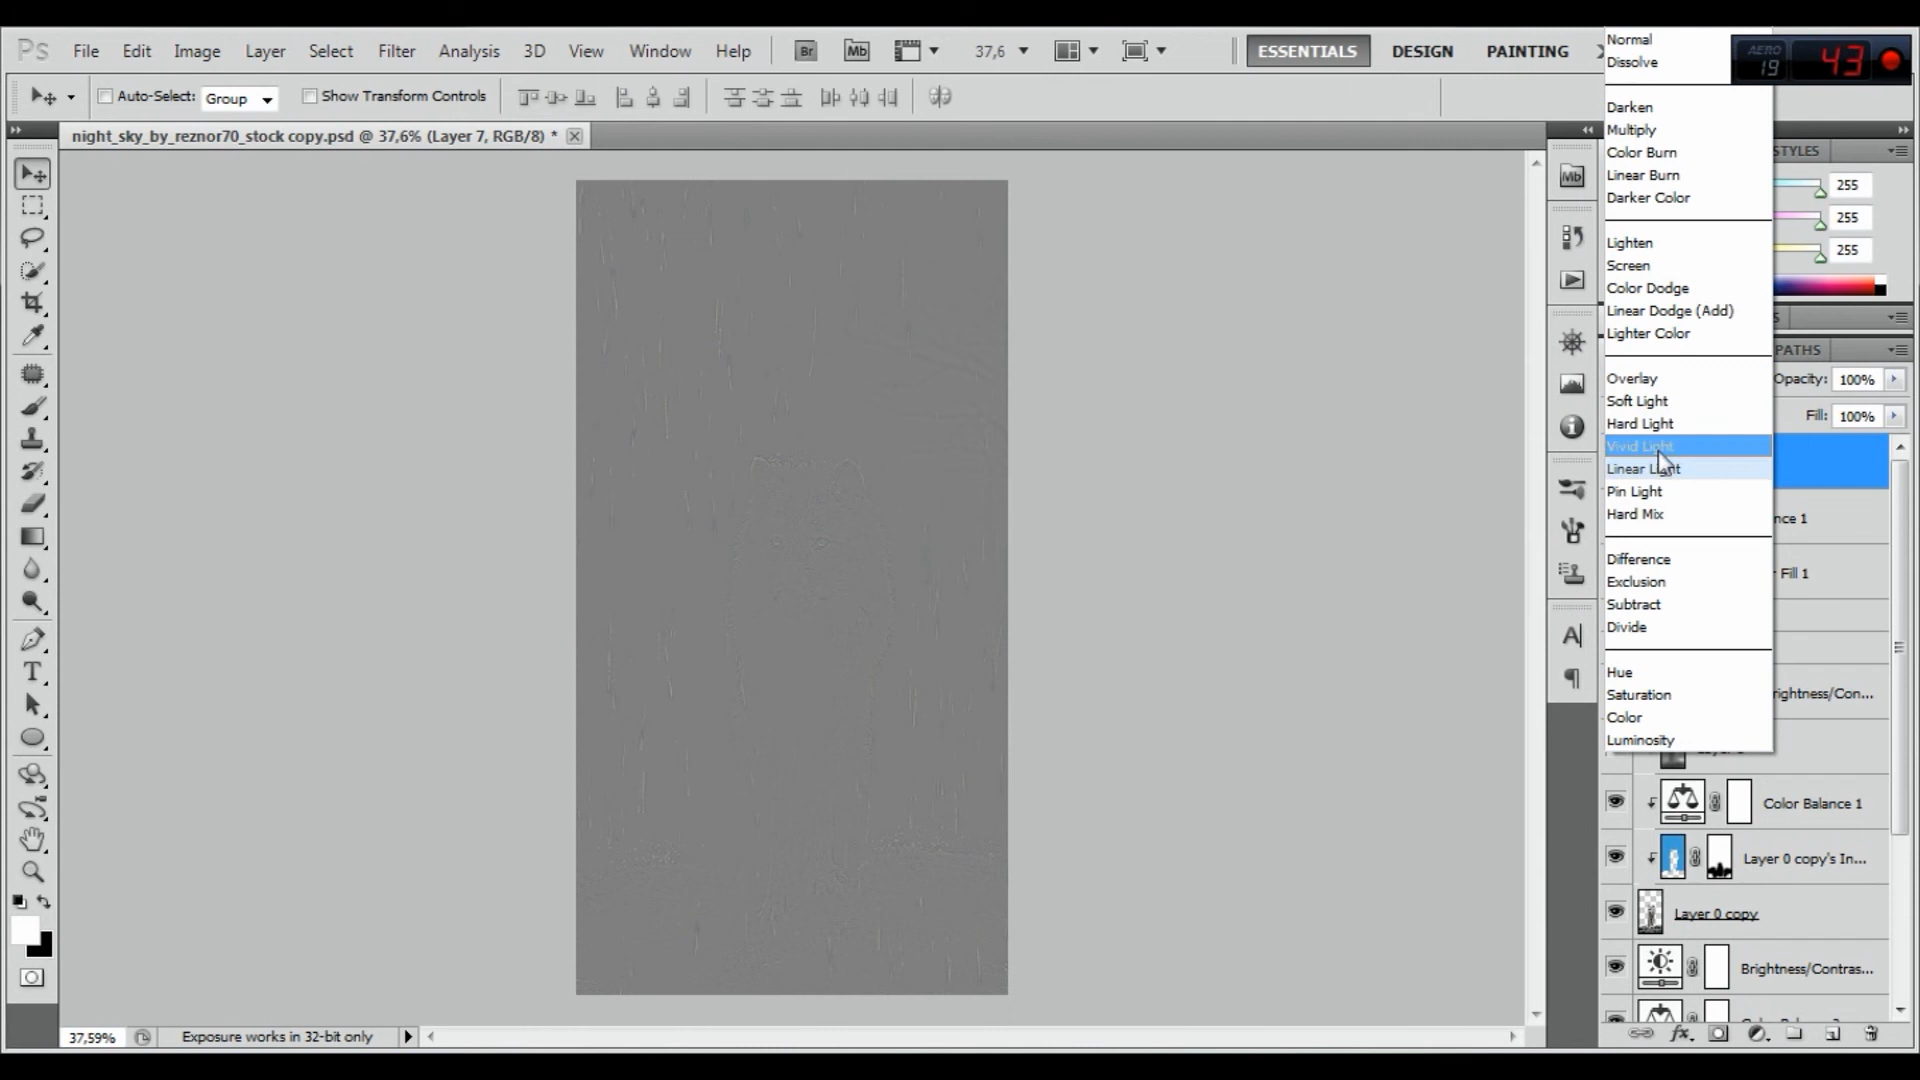 Ps File Edit Image Layer Select Filter Analysis 3D View Window Help Br Mb 37,6 ESSENTIALS DESIGN PAINTING
Auto-Select: Group Show Transform Controls
night_sky_by_reznor70_stock copy.psd @ 37,6% (Layer 7, RGB/8) *
AERO
19
43
Normal
Dissolve
Darken
Multiply
Color Burn
Linear Burn
Darker Color
Lighten
Screen
Color Dodge
Linear Dodge (Add)
Lighter Color
Overlay
Soft Light
Hard Light
Vivid Light
Linear Light
Pin Light
Hard Mix
Difference
Exclusion
Subtract
Divide
Hue
Saturation
Color
Luminosity
Mb
STYLES
255
255
255
S
PATHS
Opacity: 100%
Fill: 100%
nce 1
Fill 1
rightness/Con...
Color Balance 1
Layer 0 copy's In...
Layer 0 copy
Brightness/Contras...
fx
T
A
37,59% Exposure works in 32-bit only